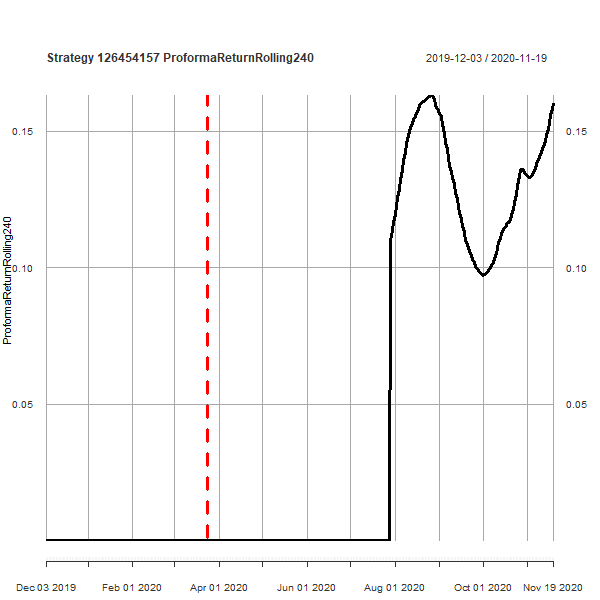 Strategy 126454157 ProformaReturnRolling240
2019-12-03 / 2020-11-19
ProformaReturnRolling240
0.15
0.15
0.10
0.10
0.05
0.05
Dec 03 2019
Feb 01 2020
Apr 01 2020
Jun 01 2020
Aug 01 2020
Oct 01 2020
Nov 19 2020